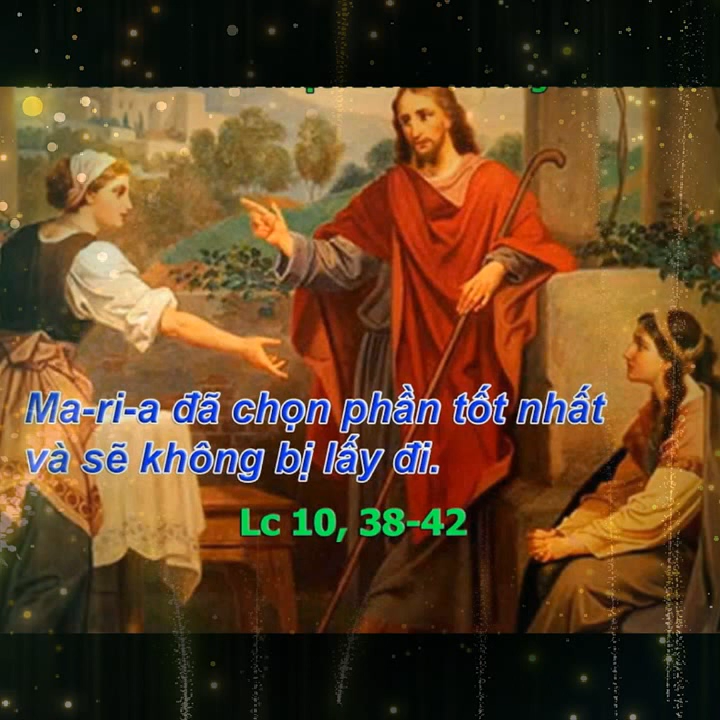 Ma-ri-a đã chọn phần tốt nhất
và sẽ không bị lấy đi.
Lc 10, 38-42